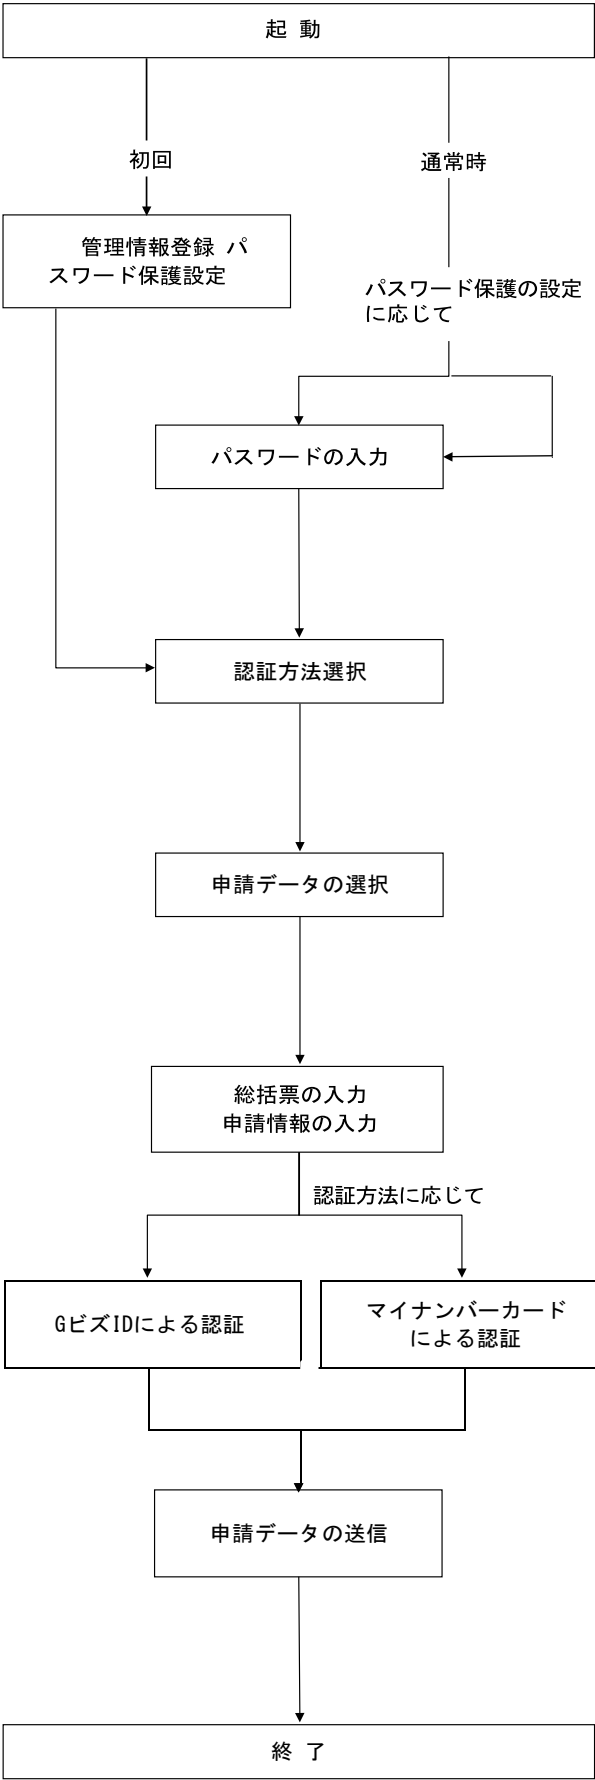 起 動
初回
通常時
管理情報登録 パ
スワード保護設定
パスワード保護の設定
に応じて
パスワードの入力
認証方法選択
申請データの選択
総括票の入力
申請情報の入力
認証方法に応じて
GビズIDによる認証
マイナンバーカード
による認証
申請データの送信
終 了